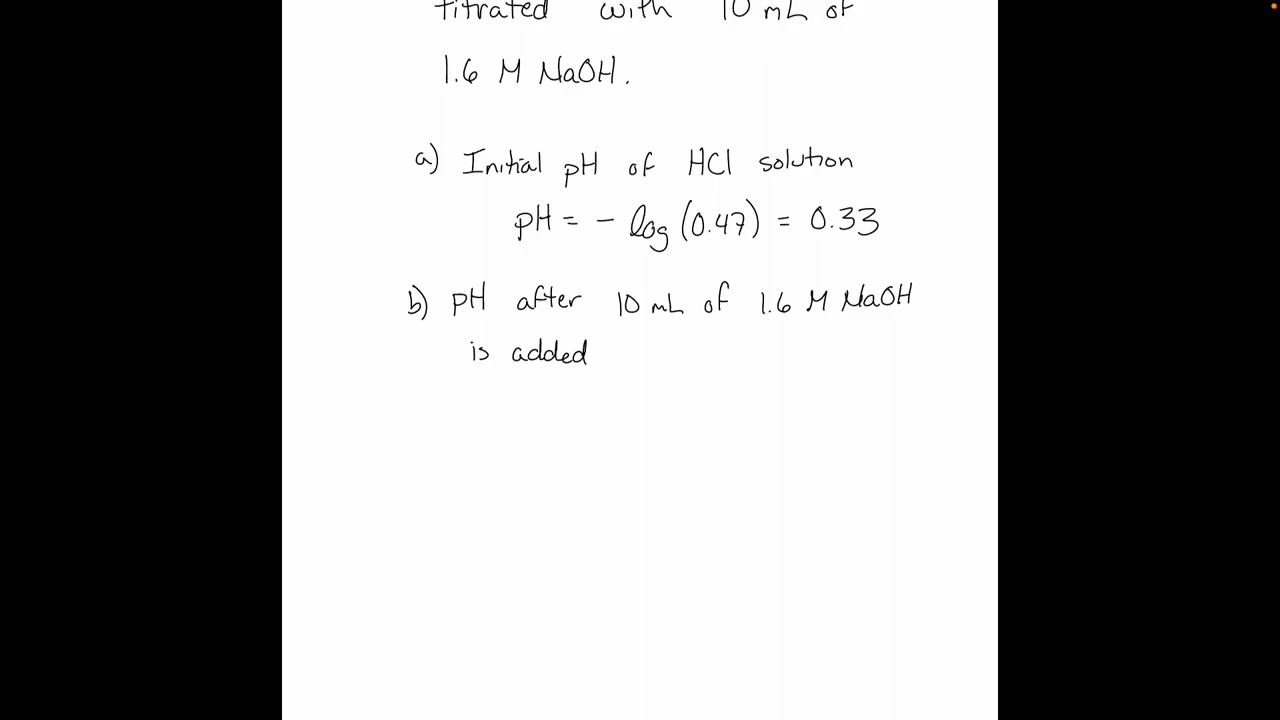 titrated with 10 mL of
1.6 M NaOH.
a) Initial pH of HCl solution
pH = - log (0.47) = 0.33
b) pH after 10 mL of 1.6 M NaOH
is added